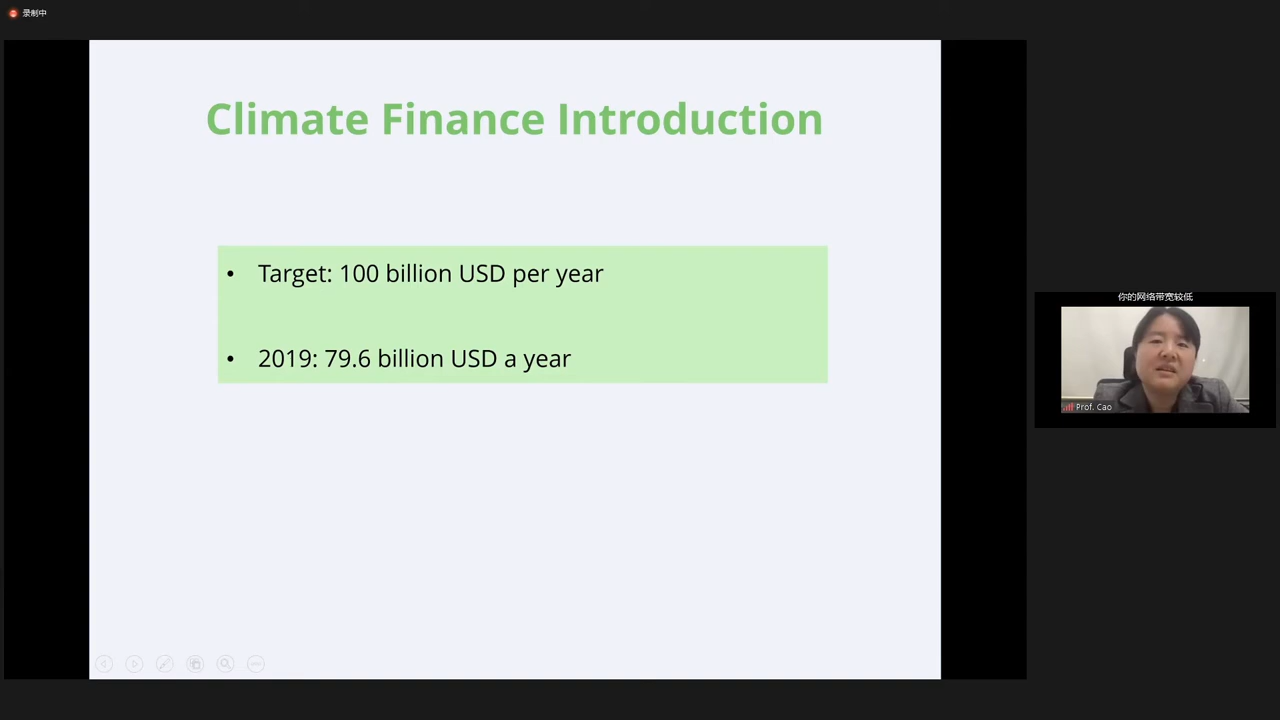 录制中
Climate Finance Introduction
• Target: 100 billion USD per year
• 2019: 79.6 billion USD a year
你的网络带宽较低
Prof. Cao